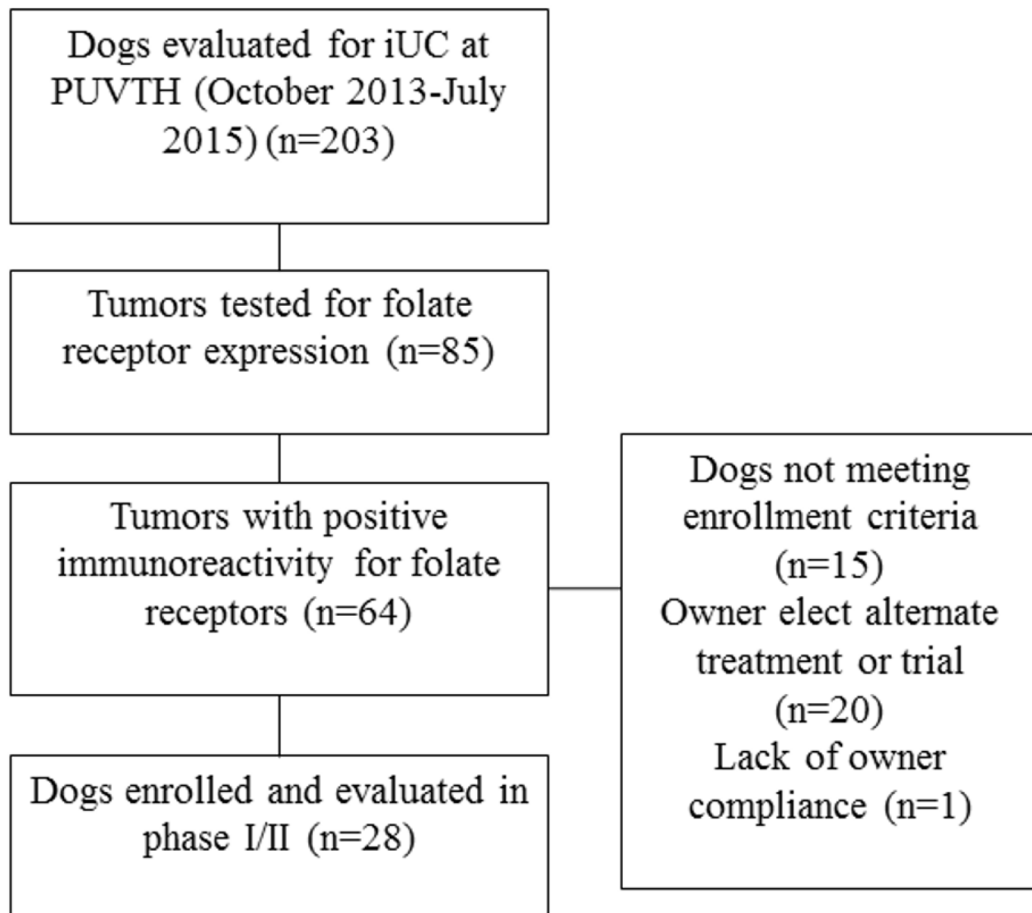 Dogs evaluated for iUC at
PUVTH (October 2013-July
2015) (n=203)
Tumors tested for folate
receptor expression (n=85)
Tumors with positive
immunoreactivity for folate
receptors (n=64)
Dogs not meeting
enrollment criteria
(n=15)
Owner elect alternate
treatment or trial
(n=20)
Lack of owner
compliance (n=1)
Dogs enrolled and evaluated in
phase I/II (n=28)